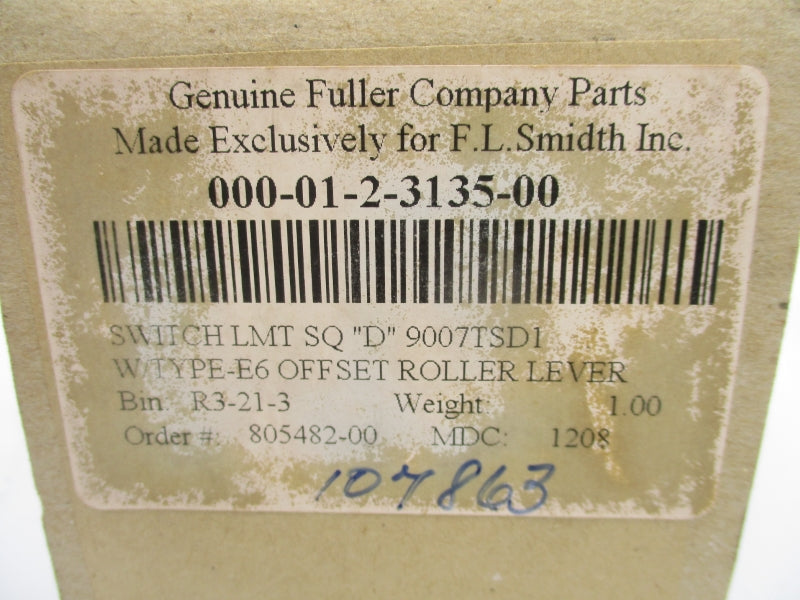 Genuine Fuller Company Parts
Made Exclusively for F.L.Smidth Inc.
000-01-2-3135-00
SWITCH LMT SQ "D" 9007TSD1
W/TYPE-E6 OFFSET ROLLER LEVER
Bin: R3-21-3 Weight: 1.00
Order #: 805482-00 MDC: 1208
107863